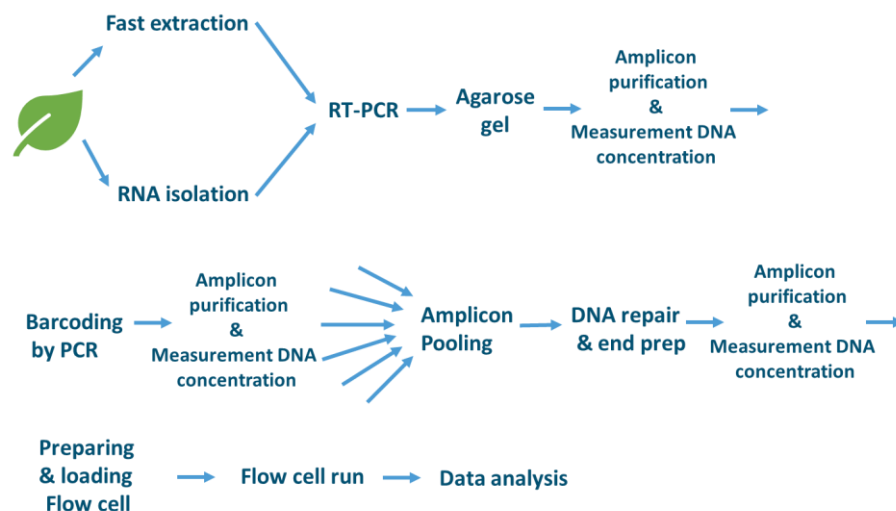 Fast extraction
RNA isolation
RT-PCR
Agarose
gel
Amplicon
purification
&
Measurement DNA
concentration
Barcoding
by PCR
Amplicon
purification
&
Measurement DNA
concentration
Amplicon
Pooling
DNA repair
& end prep
Amplicon
purification
&
Measurement DNA
concentration
Preparing
& loading
Flow cell
Flow cell run
Data analysis